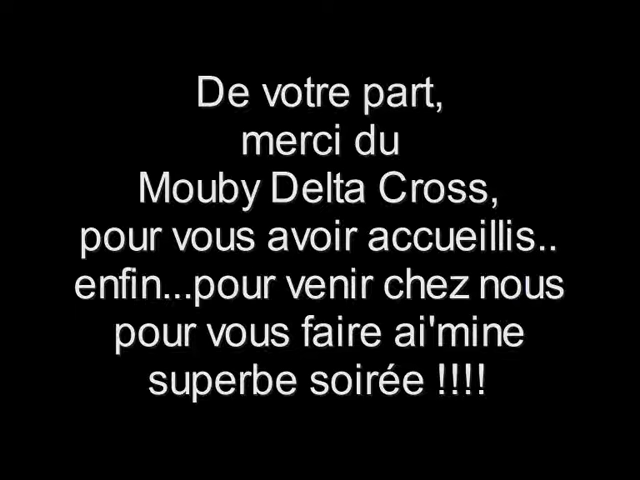 De votre part,
merci du
Mouby Delta Cross,
pour vous avoir accueillis..
enfin...pour venir chez nous
pour vous faire ai'mine
superbe soirée !!!!